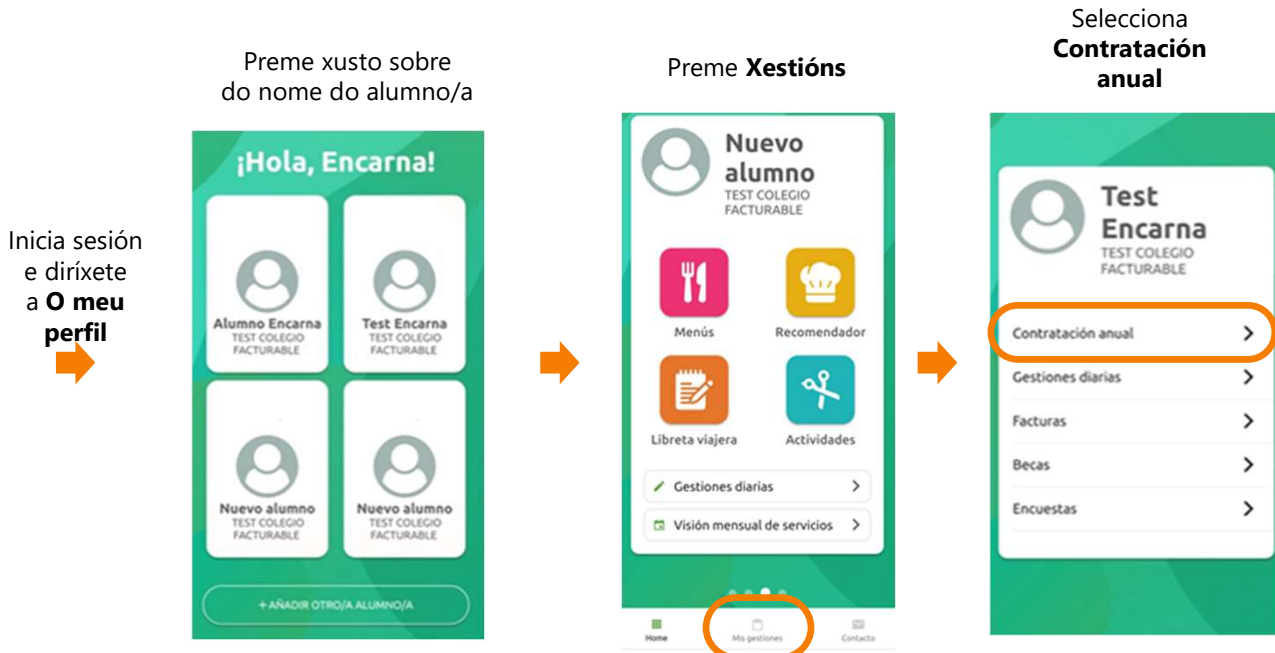 Inicia sesión
e diríxete
a O meu
perfil
Preme xusto sobre
do nome do alumno/a
¡Hola, Encarna!
Alumno Encarna
TEST COLEGIO
FACTURABLE
Test Encarna
TEST COLEGIO
FACTURABLE
Nuevo alumno
TEST COLEGIO
FACTURABLE
Nuevo alumno
TEST COLEGIO
FACTURABLE
+ AÑADIR OTRO/A ALUMNO/A
Preme Xestións
Nuevo
alumno
TEST COLEGIO
FACTURABLE
Menús
Recomendador
Libreta viajera
Actividades
Gestiones diarias
Visión mensual de servicios
Home
Mis gestiones
Contacto
Selecciona
Contratación
anual
Test
Encarna
TEST COLEGIO
FACTURABLE
Contratación anual
Gestiones diarias
Facturas
Becas
Encuestas